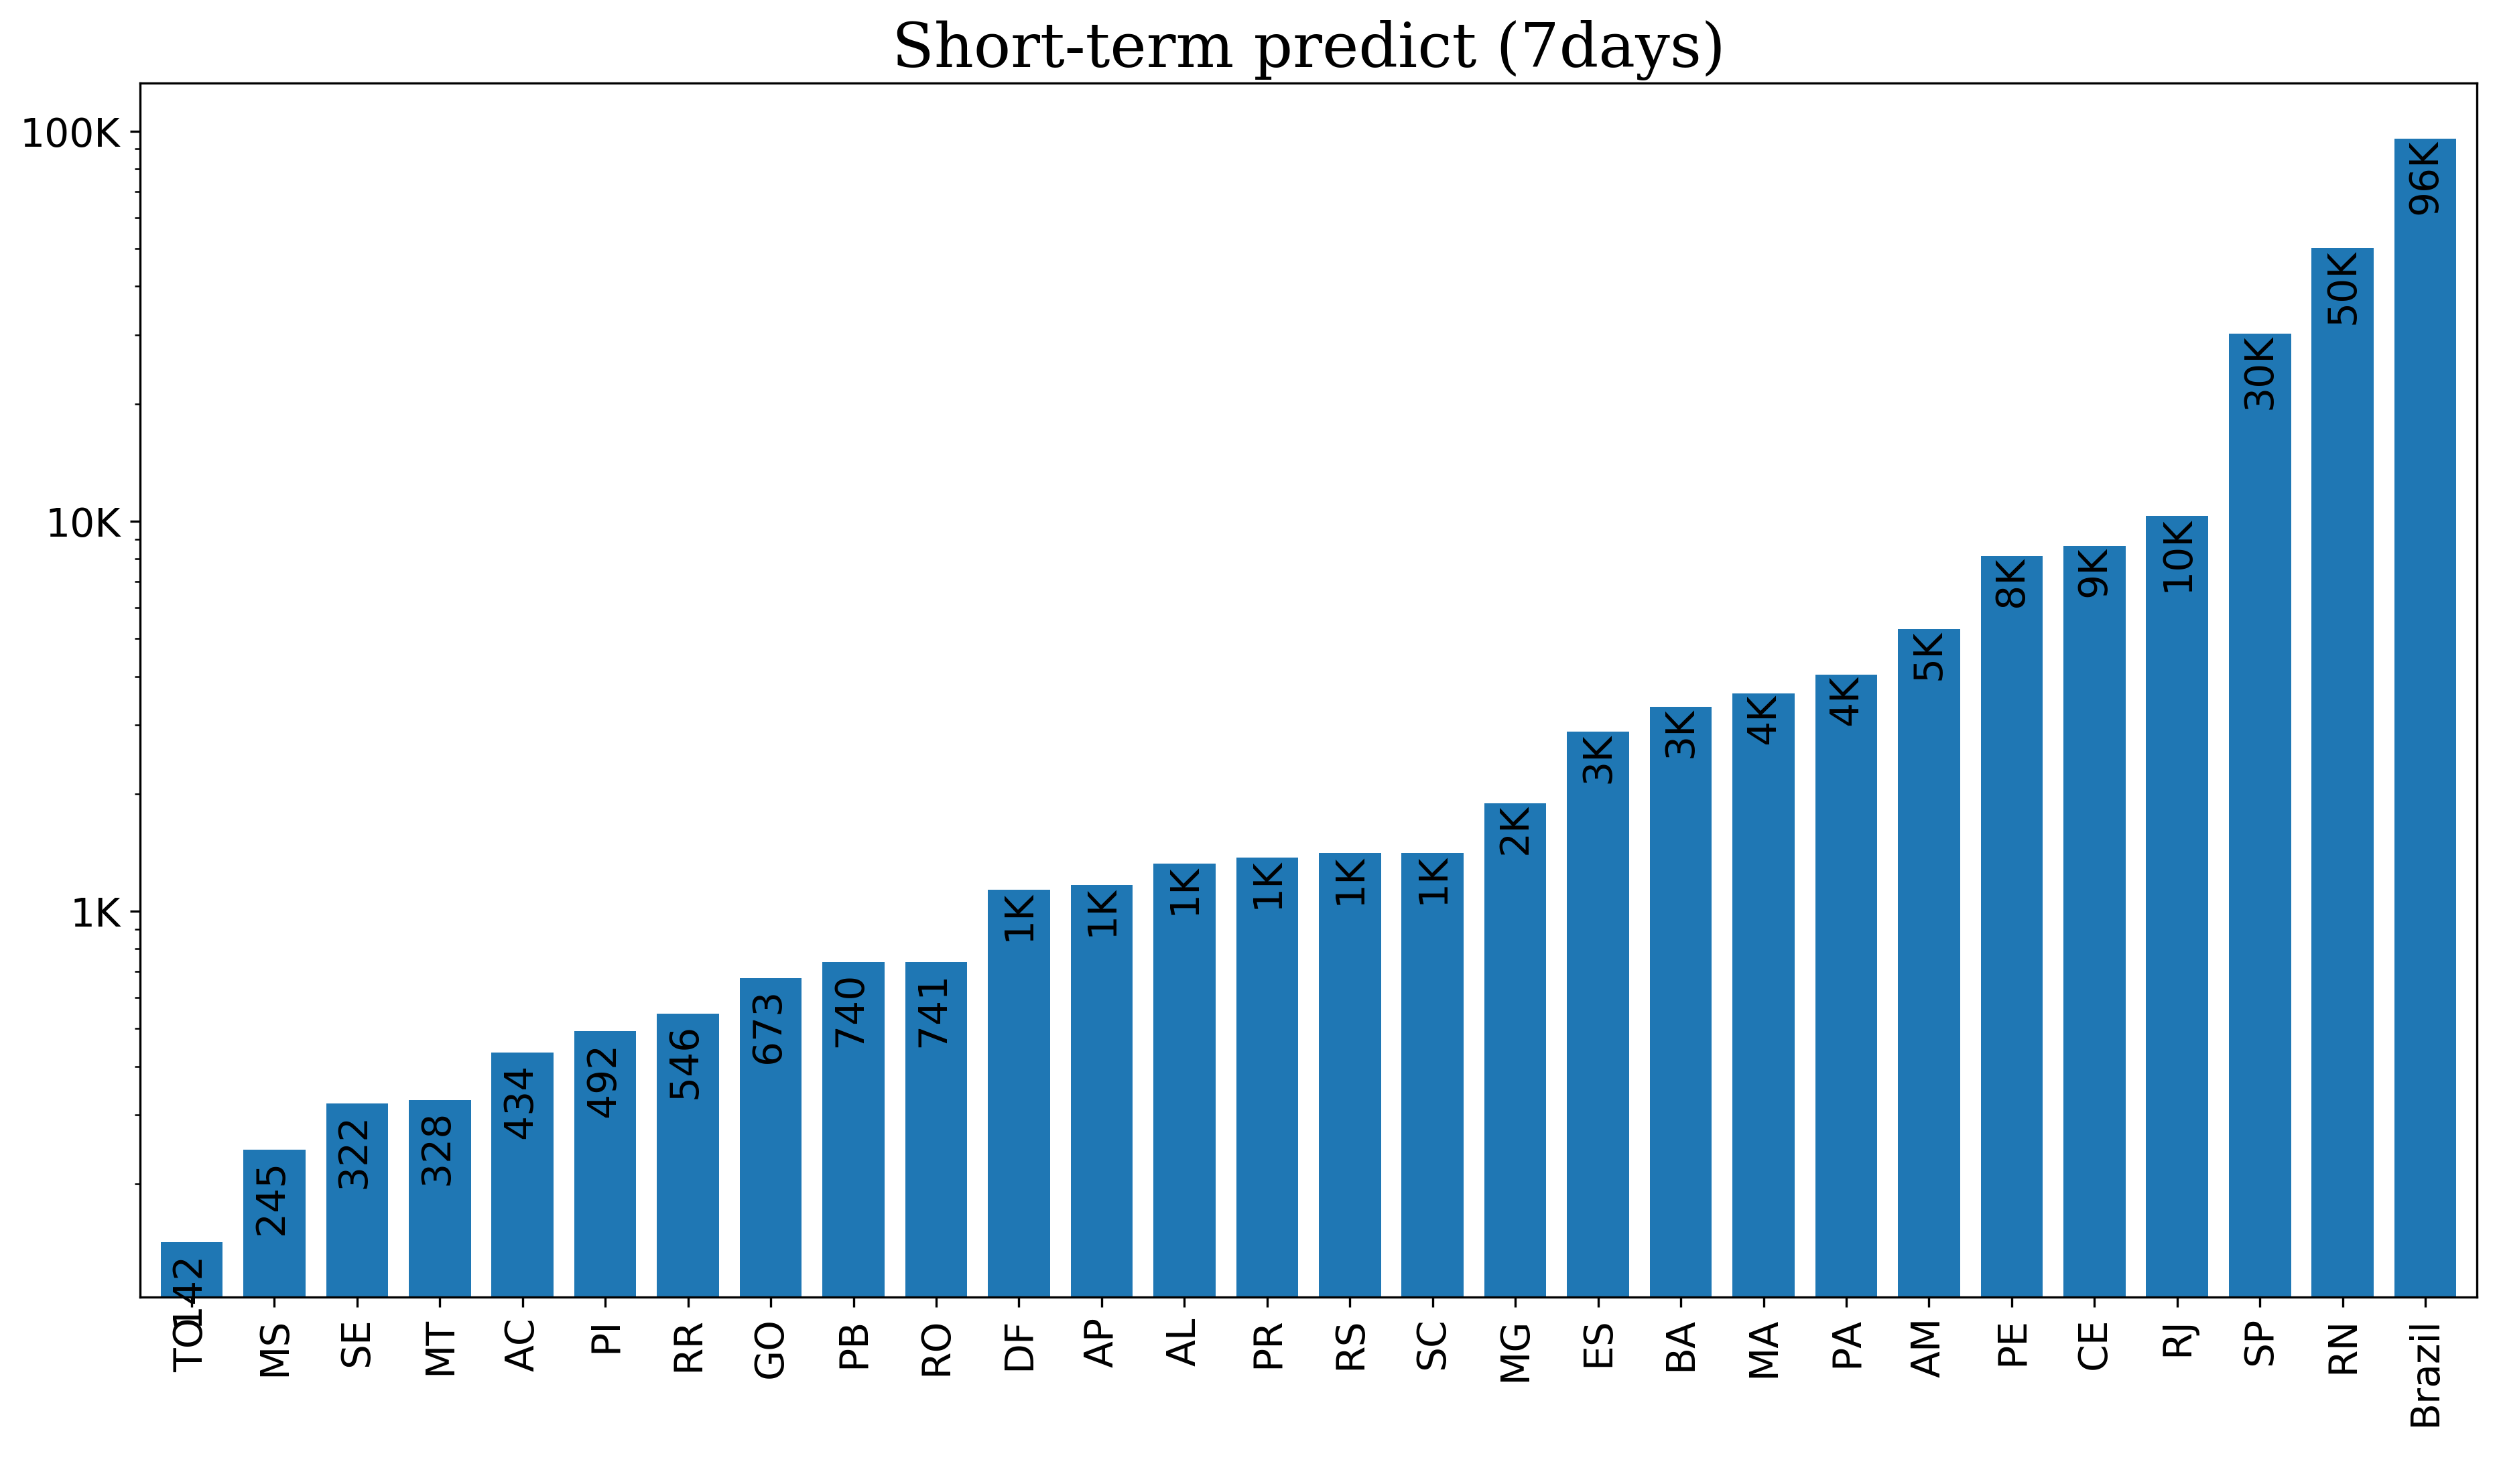 Short-term predict (7days)
100K
10K
1K
142
245
322
328
434
492
546
673
740
741
1K
1K
1K
1K
1K
1K
2K
3K
3K
4K
4K
5K
8K
9K
10K
30K
50K
96K
TO
MS
SE
MT
AC
PI
RR
GO
PB
RO
DF
AP
AL
PR
RS
SC
MG
ES
BA
MA
PA
AM
PE
CE
RJ
SP
RN
Brazil